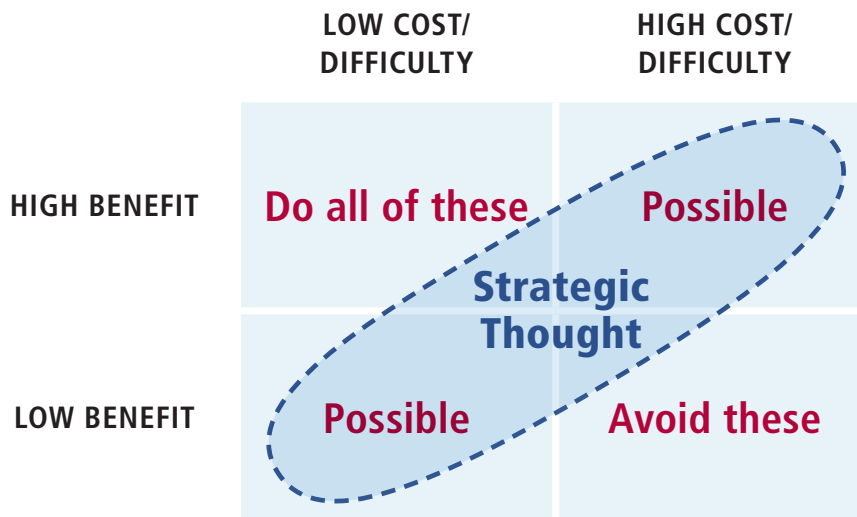 LOW COST/
DIFFICULTY
HIGH COST/
DIFFICULTY
HIGH BENEFIT
Do all of these
Possible
Strategic
Thought
LOW BENEFIT
Possible
Avoid these